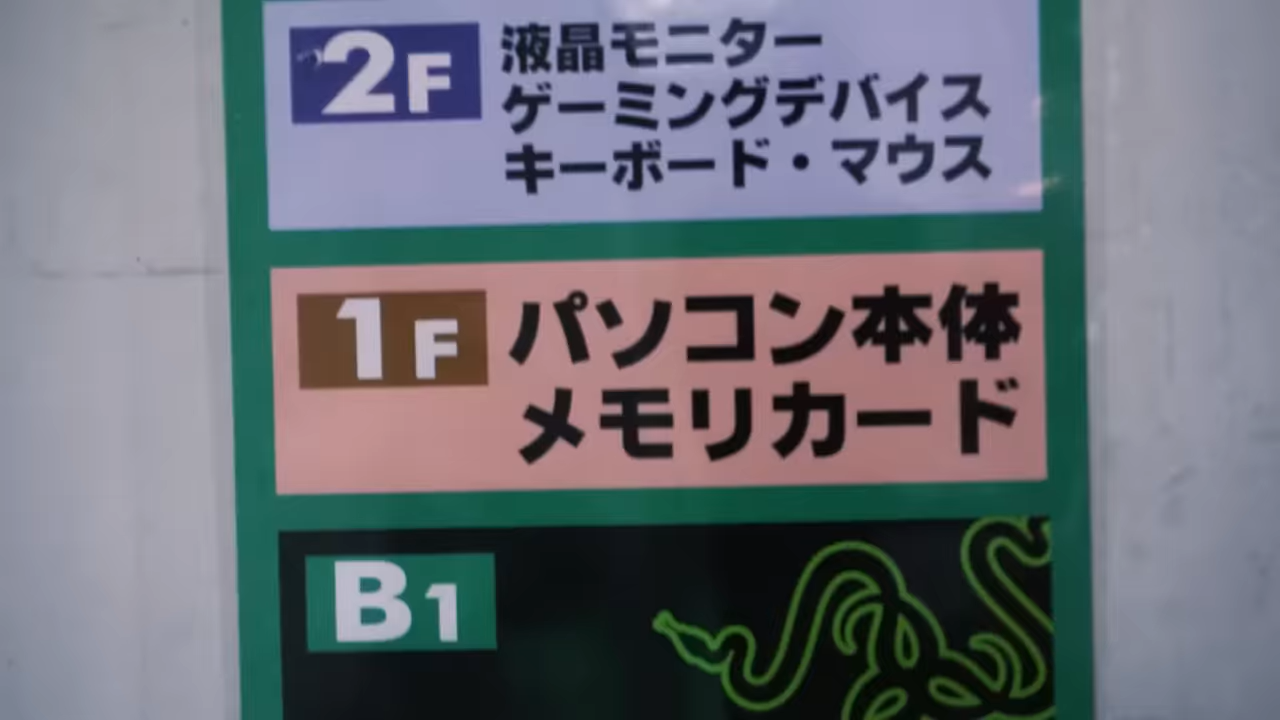 2F
液晶モニター
ゲーミングデバイス
キーボード・マウス
1F
パソコン本体
メモリカード
B1